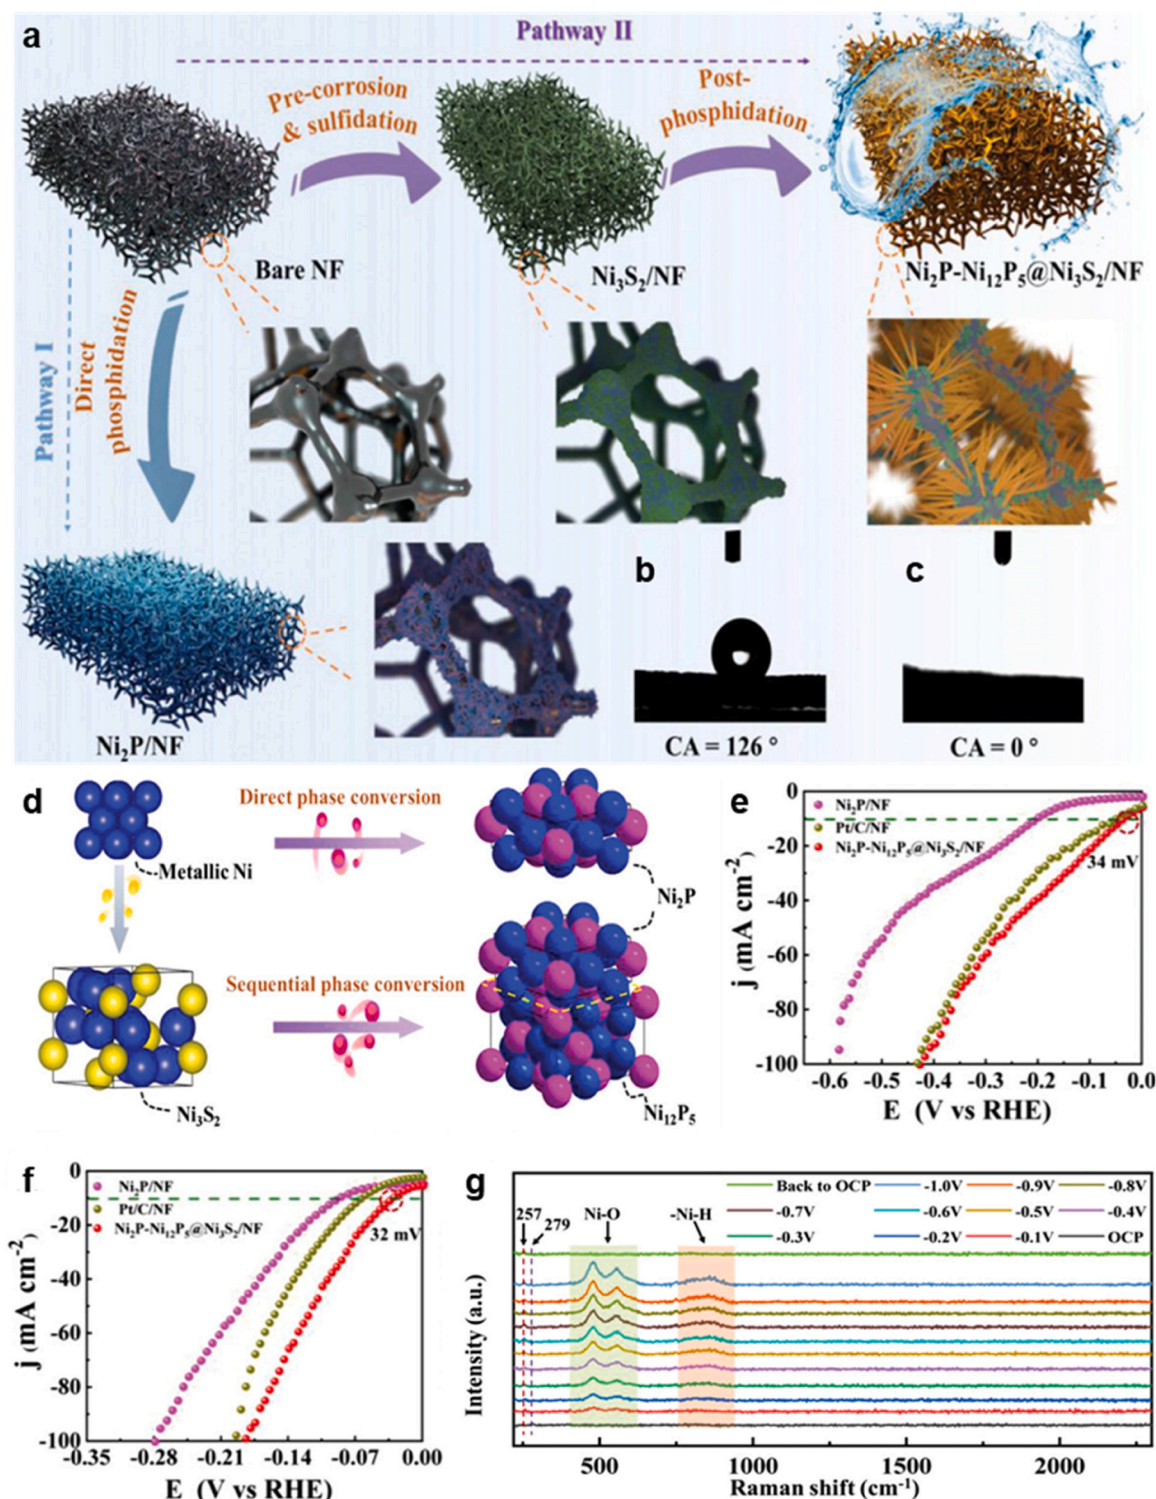 a
Pathway II
Pre-corrosion
& sulfidation
Post-
phosphidation
Bare NF
Ni3S2/NF
Ni2P-Ni12P5@Ni3S2/NF
Pathway I
Direct
phosphidation
Ni2P/NF
b
CA = 126 °
c
CA = 0 °
d
Metallic Ni
Direct phase conversion
Ni2P
Sequential phase conversion
Ni3S2
Ni12P5
e
Ni2P/NF
Pt/C/NF
Ni2P-Ni12P5@Ni3S2/NF
34 mV
0
-20
-40
-60
-80
-100
j (mA cm-2)
-0.6 -0.5 -0.4 -0.3 -0.2 -0.1 0.0
E (V vs RHE)
f
Ni2P/NF
Pt/C/NF
Ni2P-Ni12P5@Ni3S2/NF
32 mV
0
-20
-40
-60
-80
-100
j (mA cm-2)
-0.35 -0.28 -0.21 -0.14 -0.07 0.00
E (V vs RHE)
g
Back to OCP -1.0V -0.9V -0.8V
-0.7V -0.6V -0.5V -0.4V
-0.3V -0.2V -0.1V OCP
257
279
Ni-O
-Ni-H
Intensity (a.u.)
500 1000 1500 2000
Raman shift (cm-1)